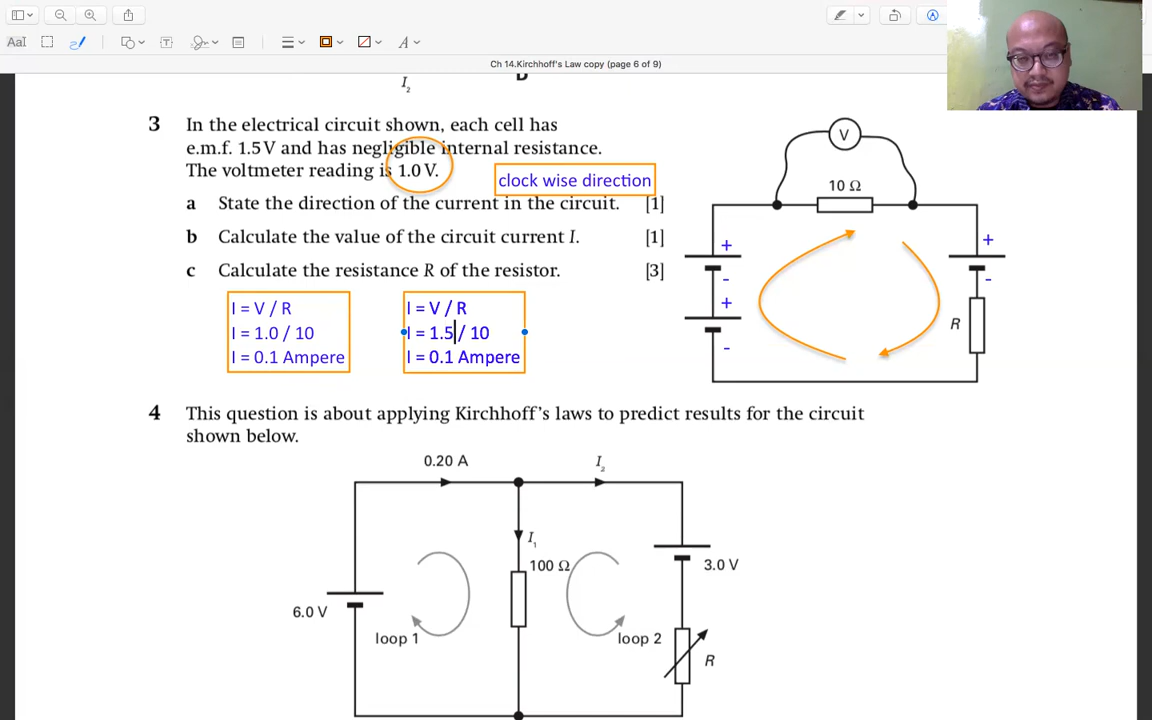 AaI
T
A
A
Ch 14.Kirchhoff's Law copy (page 6 of 9)
I₂
3 In the electrical circuit shown, each cell has
e.m.f. 1.5 V and has negligible internal resistance.
The voltmeter reading is 1.0 V.
clock wise direction
a State the direction of the current in the circuit. [1]
b Calculate the value of the circuit current I. [1]
c Calculate the resistance R of the resistor. [3]
I = V / R
I = 1.0 / 10
I = 0.1 Ampere
I = V / R
I = 1.5 / 10
I = 0.1 Ampere
V
10 Ω
+
-
+
-
+
-
R
4 This question is about applying Kirchhoff's laws to predict results for the circuit
shown below.
0.20 A
I₂
I₁
100 Ω
3.0 V
6.0 V
loop 1
loop 2
R